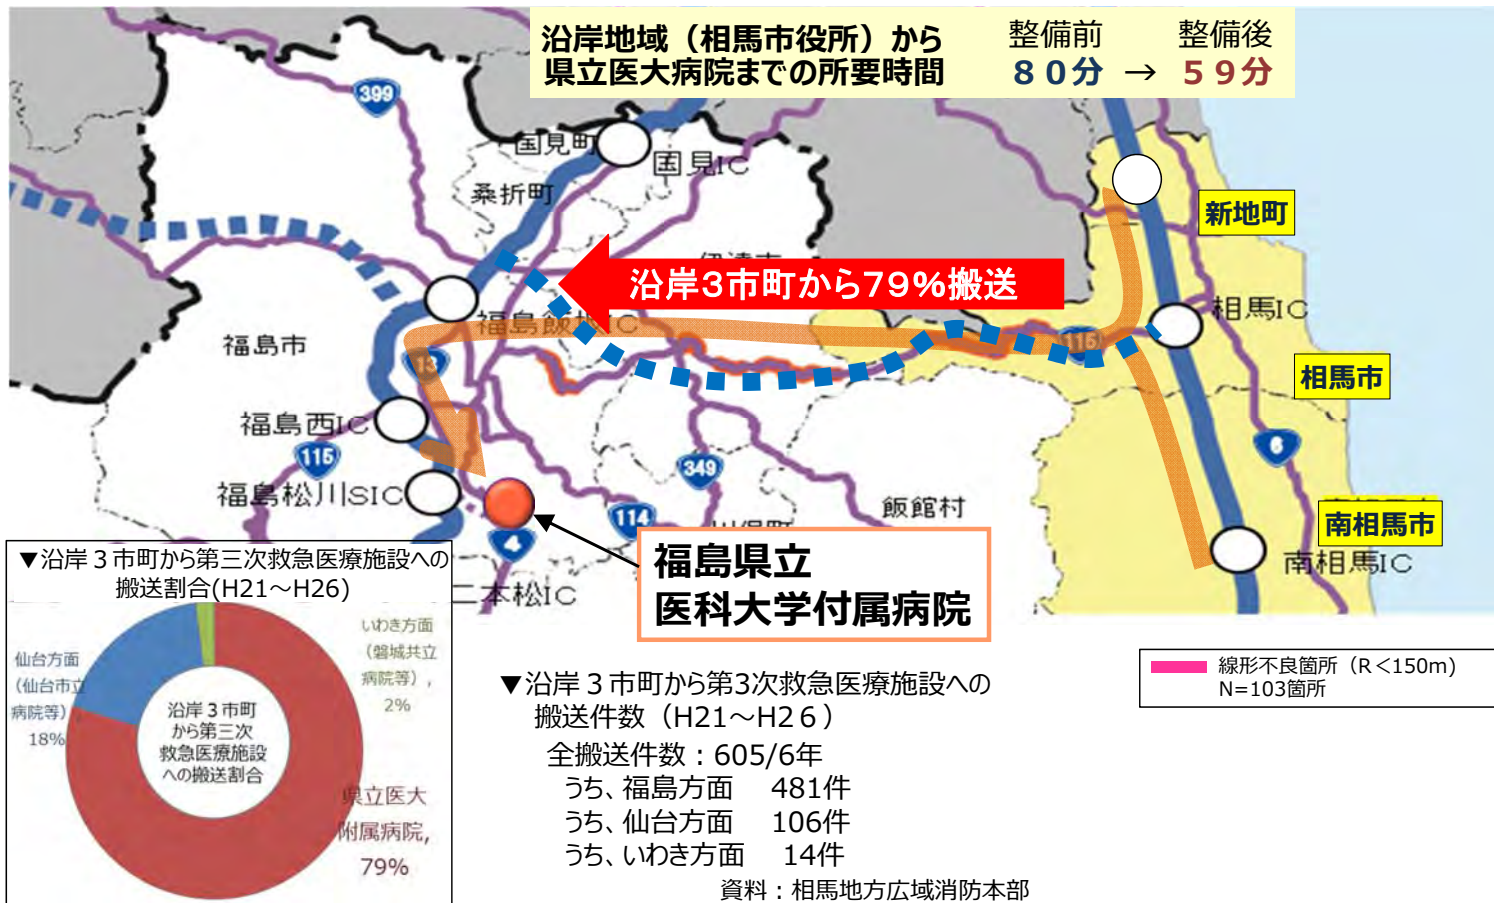 沿岸地域（相馬市役所）から
県立医大病院までの所要時間
整備前 整備後
８０分 → ５９分
399
国見町
国見IC
桑折町
新地町
沿岸3市町から79%搬送
福島飯坂IC
相馬IC
福島市
13
115
相馬市
福島西IC
115
6
349
福島松川SIC
飯館村
114
南相馬市
4
南相馬IC
二本松IC
福島県立
医科大学付属病院
▼沿岸３市町から第三次救急医療施設への
搬送割合(H21～H26)
いわき方面
（磐城共立
病院等）,
2%
仙台方面
（仙台市立
病院等）
18%
沿岸３市町
から第三次
救急医療施設
への搬送割合
県立医大
附属病院,
79%
▼沿岸３市町から第3次救急医療施設への
搬送件数（H21～H2６）
全搬送件数：605/6年
うち、福島方面 481件
うち、仙台方面 106件
うち、いわき方面 14件
資料：相馬地方広域消防本部
線形不良箇所（R＜150m）
N=103箇所